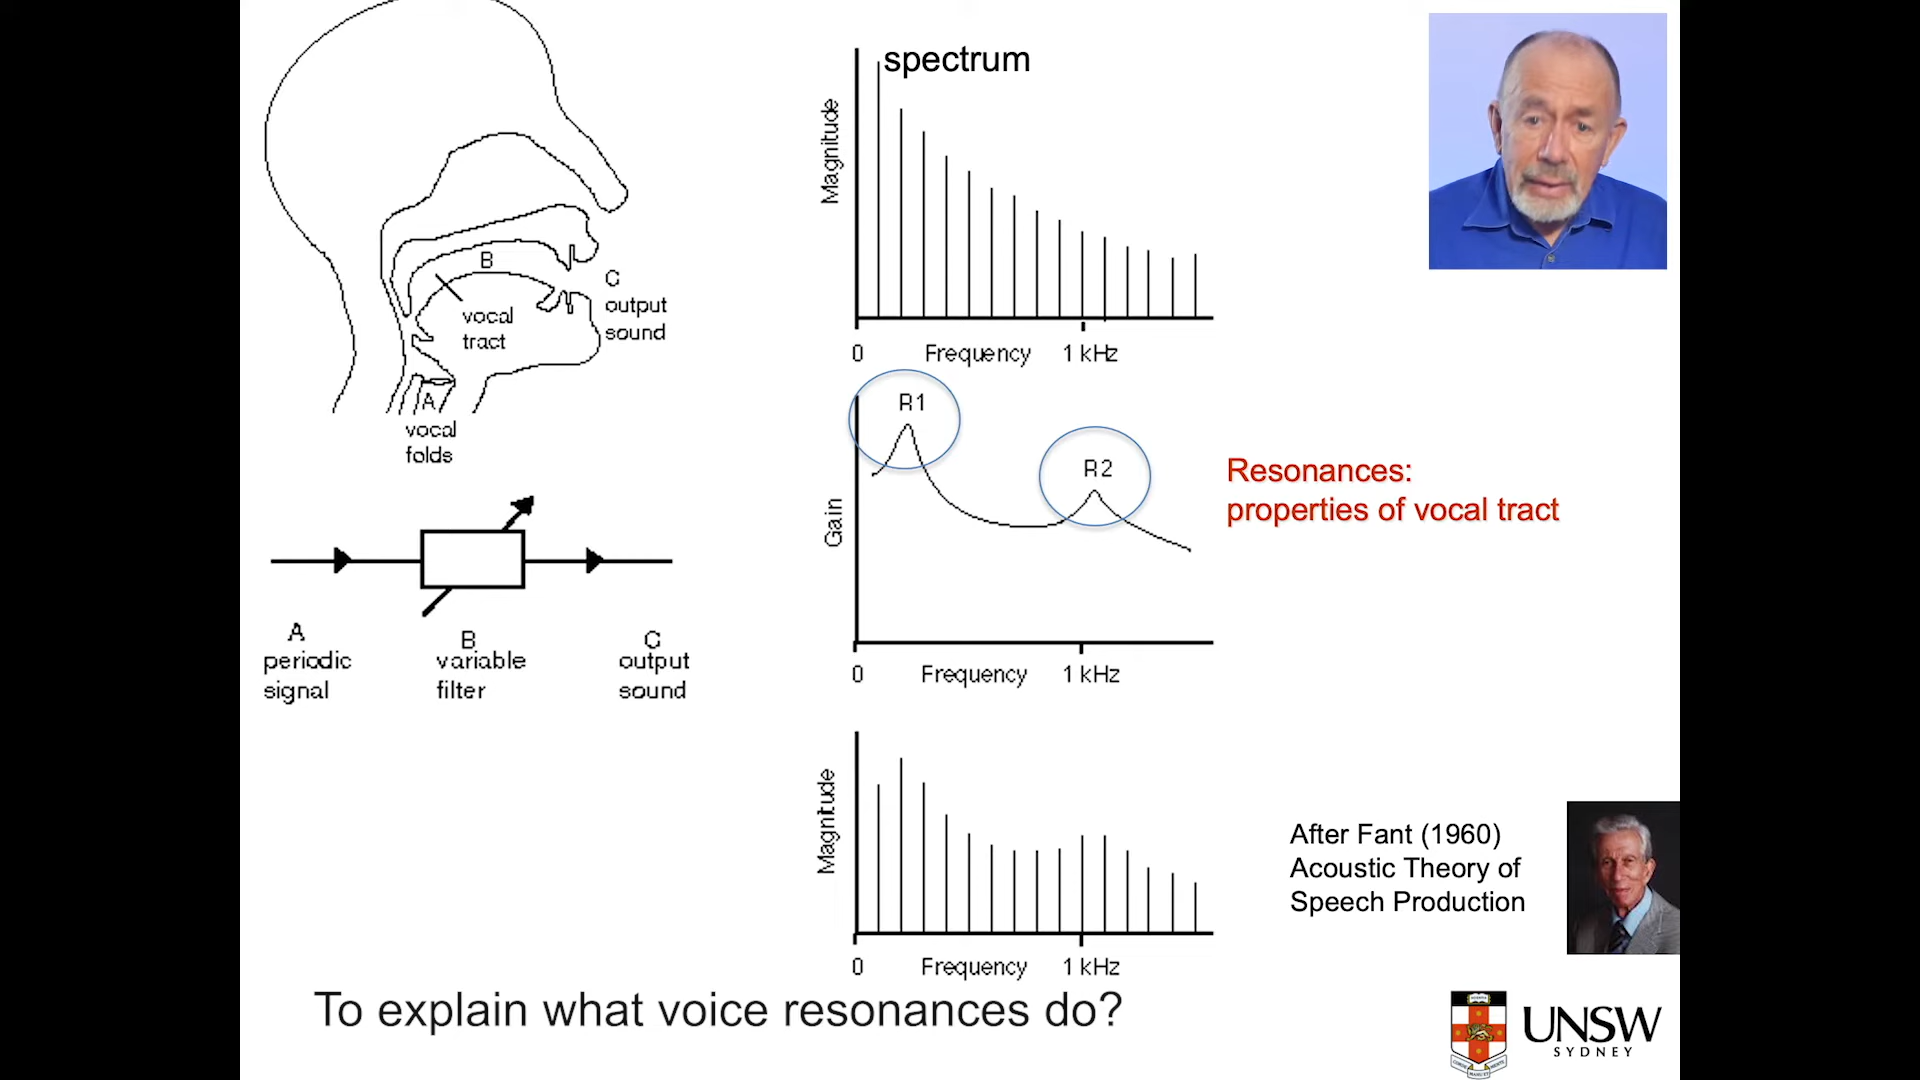 B
C
output
sound
vocal
tract
A
vocal
folds
A
periodic
signal
B
variable
filter
C
output
sound
spectrum
Magnitude
0 Frequency 1 kHz
R1
R2
Gain
0 Frequency 1 kHz
Resonances:
properties of vocal tract
Magnitude
0 Frequency 1 kHz
After Fant (1960)
Acoustic Theory of
Speech Production
To explain what voice resonances do?
UNSW
SYDNEY